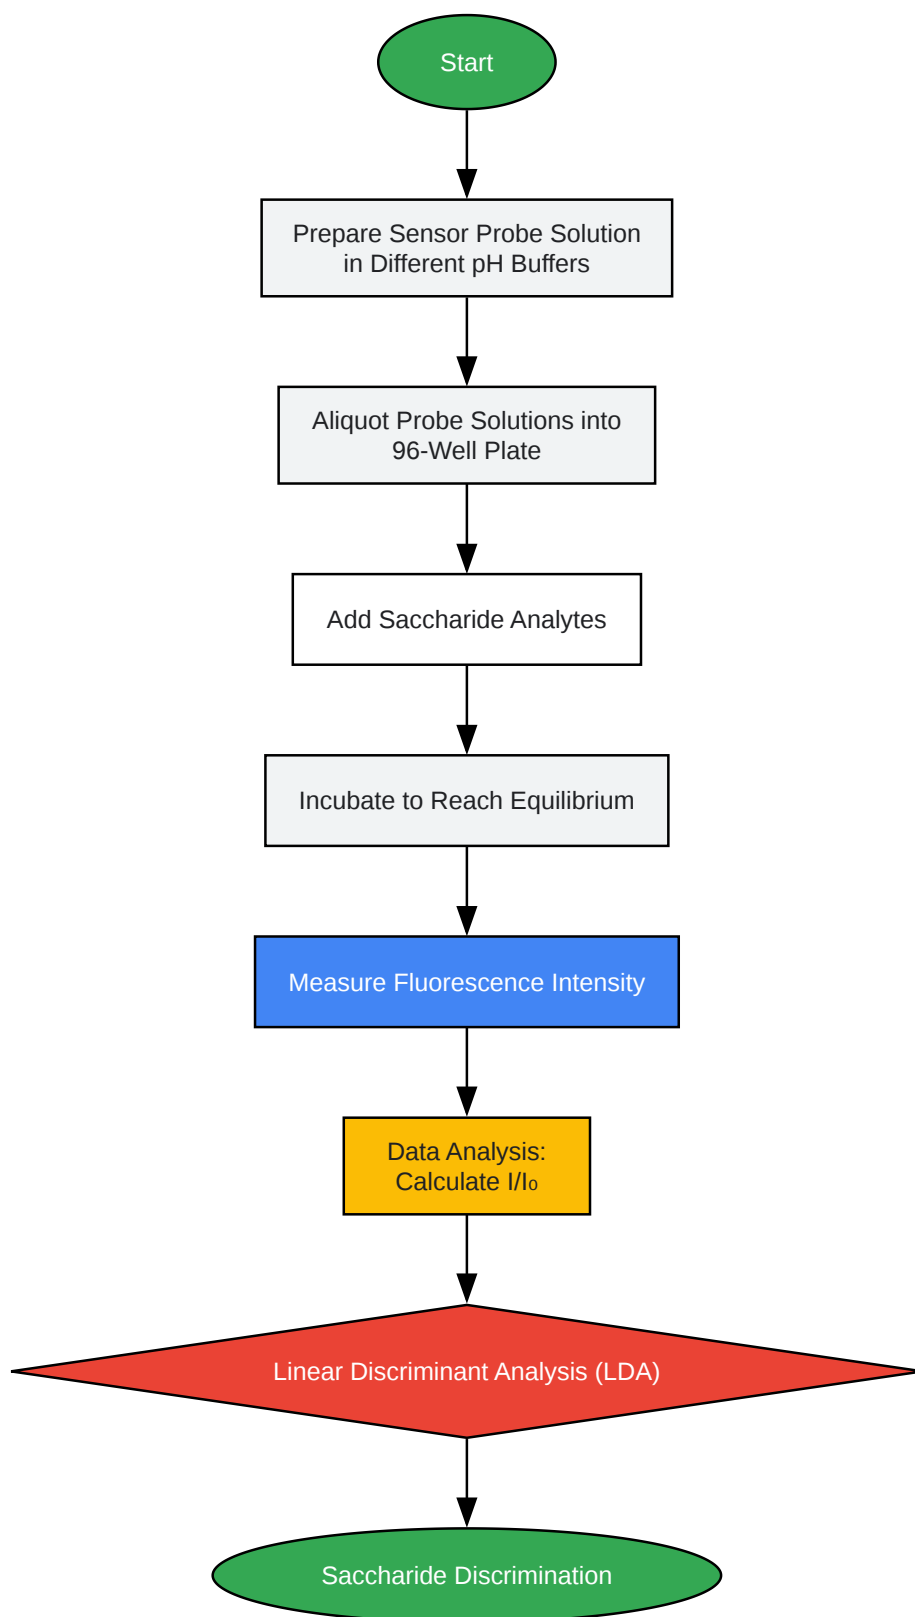 Start
Prepare Sensor Probe Solution
in Different pH Buffers
Aliquot Probe Solutions into
96-Well Plate
Add Saccharide Analytes
Incubate to Reach Equilibrium
Measure Fluorescence Intensity
Data Analysis:
Calculate I/I₀
Linear Discriminant Analysis (LDA)
Saccharide Discrimination